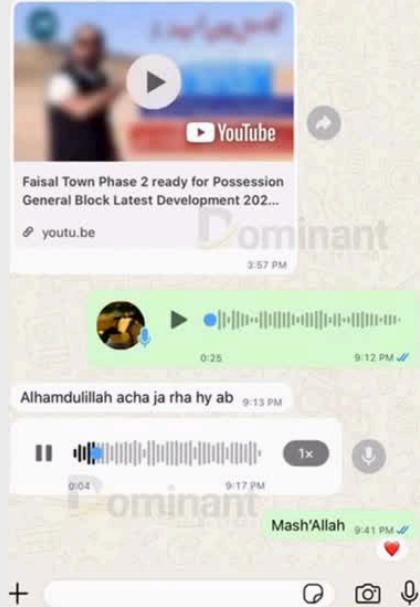 YouTube
Faisal Town Phase 2 ready for Possession
General Block Latest Development 202...
youtu.be
3:57 PM
Dominant
0:25
9:12 PM
Alhamdulillah acha ja rha hy ab 9:13 PM
1x
0:04
9:17 PM
Dominant
Mash'Allah 9:41 PM